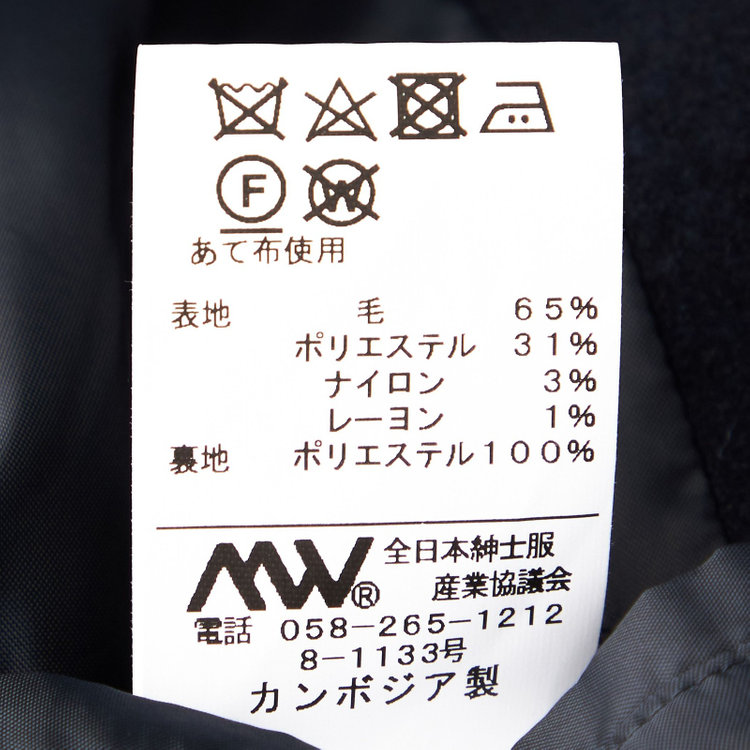 F W
あて布使用
表地 毛 65%
ポリエステル 31%
ナイロン 3%
レーヨン 1%
裏地 ポリエステル 100%
MW® 全日本紳士服
産業協議会
電話 058-265-1212
8-1133号
カンボジア製